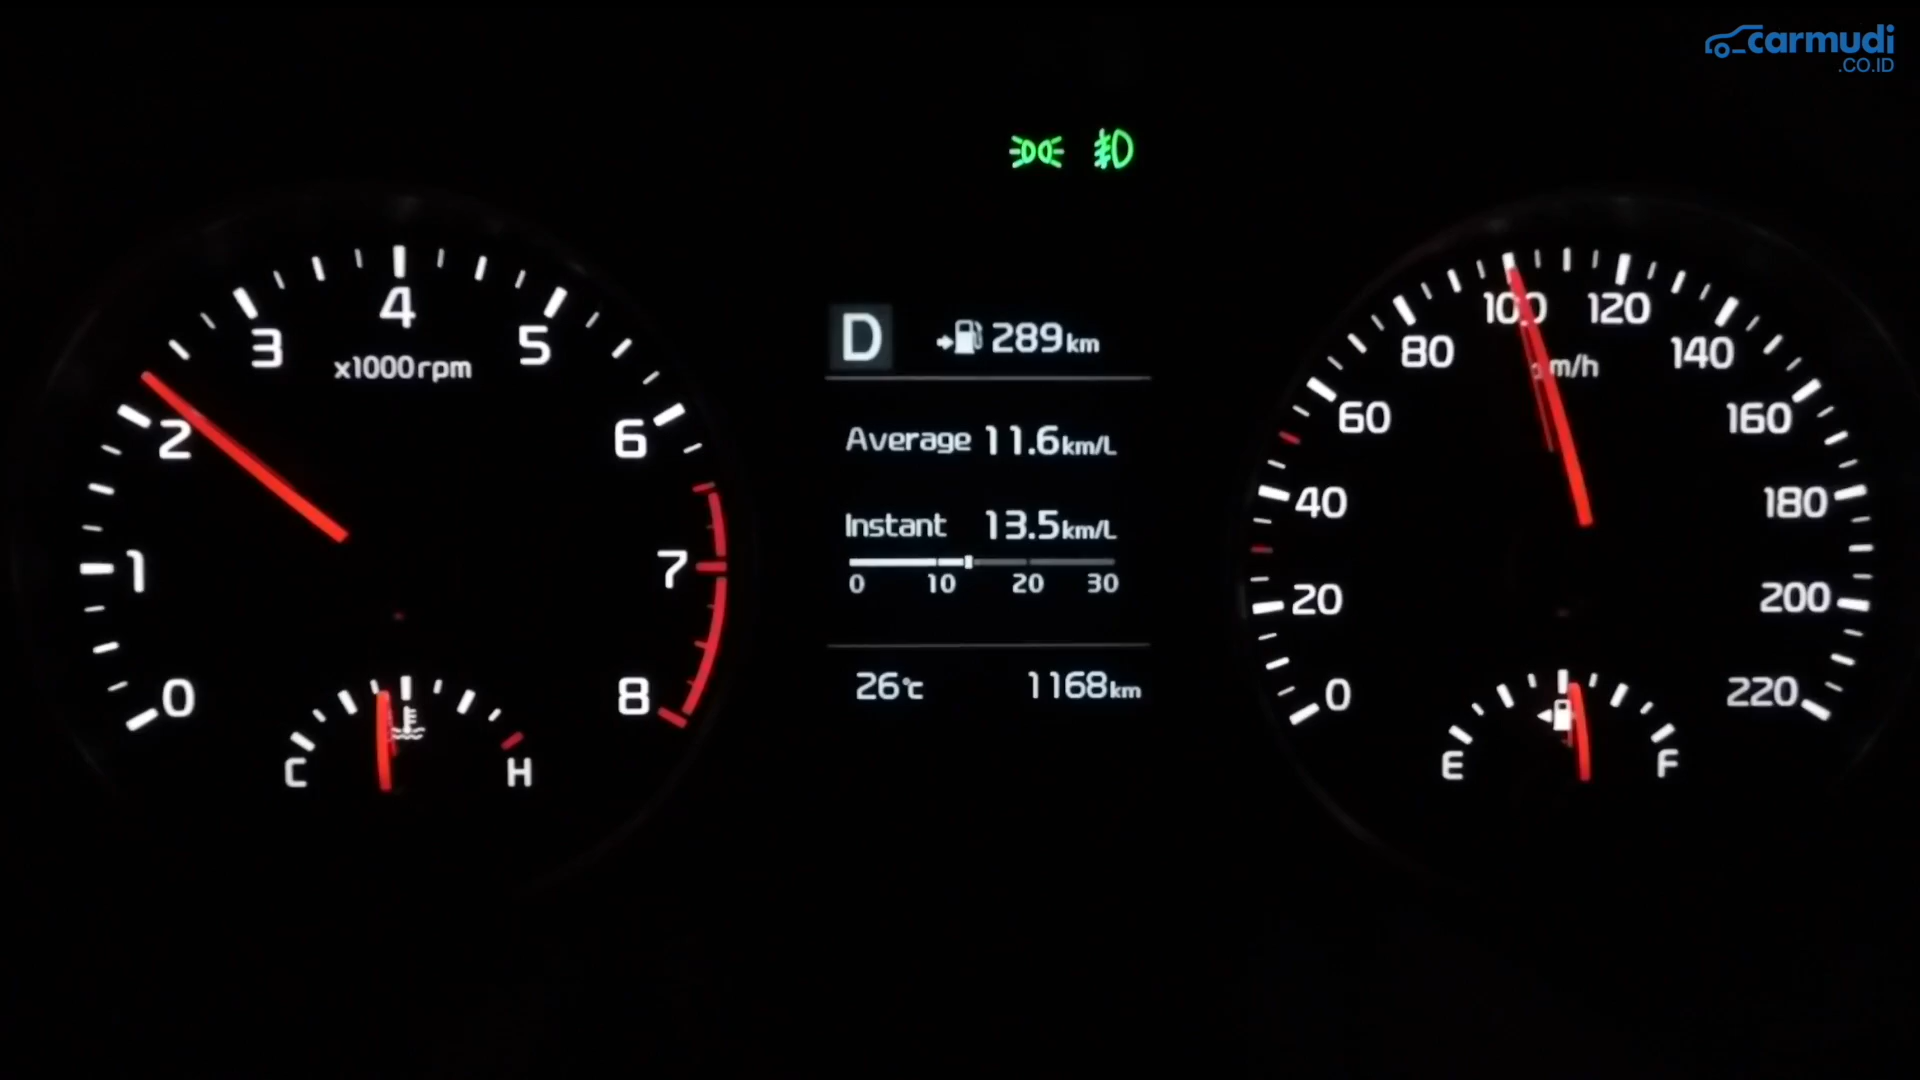 carmudi
.CO.ID
D 289km
Average 11.6km/L
Instant 13.5km/L
0 10 20 30
26℃ 1168km
0
1
2
3
4
5
6
7
8
x1000rpm
C H
0
20
40
60
80
100
120
140
160
180
200
220
m/h
E F